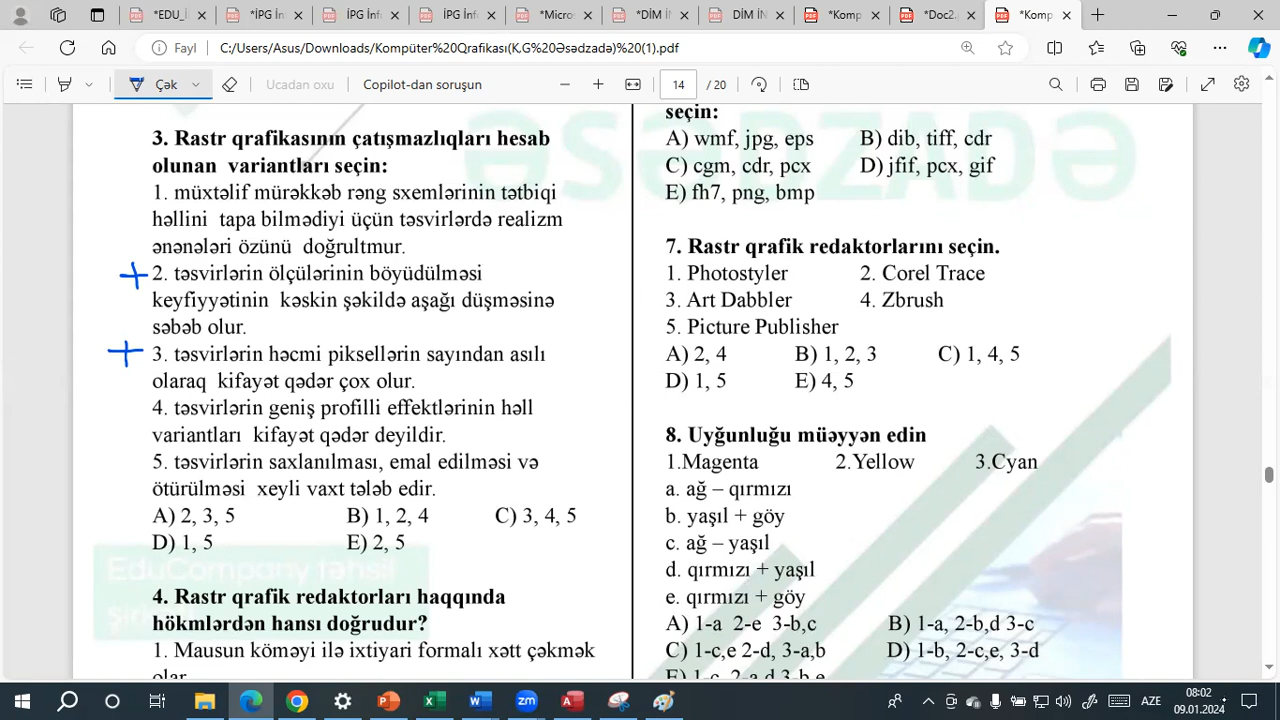 *EDU_İ
*İPG İn
İPG İnf
İPG İnf
*Micros
*DİM İN
DİM İN
*Komp
*Doc2.
*Komp
Fayl
C:/Users/Asus/Downloads/Kompüter%20Qrafikası(K,G%20Əsədzadə)%20(1).pdf
Çək
Ucadan oxu
Copilot-dan soruşun
14 / 20
3. Rastr qrafikasının çatışmazlıqları hesab
olunan variantları seçin:
1. müxtəlif mürəkkəb rəng sxemlərinin tətbiqi
həllini tapa bilmədiyi üçün təsvirlərdə realizm
ənənələri özünü doğrultmur.
2. təsvirlərin ölçülərinin böyüdülməsi
keyfiyyətinin kəskin şəkildə aşağı düşməsinə
səbəb olur.
3. təsvirlərin həcmi piksellərin sayından asılı
olaraq kifayət qədər çox olur.
4. təsvirlərin geniş profilli effektlərinin həll
variantları kifayət qədər deyildir.
5. təsvirlərin saxlanılması, emal edilməsi və
ötürülməsi xeyli vaxt tələb edir.
A) 2, 3, 5 B) 1, 2, 4 C) 3, 4, 5
D) 1, 5 E) 2, 5
4. Rastr qrafik redaktorları haqqında
hökmlərdən hansı doğrudur?
1. Mausun köməyi ilə ixtiyari formalı xətt çəkmək
olar
seçin:
A) wmf, jpg, eps B) dib, tiff, cdr
C) cgm, cdr, pcx D) jfif, pcx, gif
E) fh7, png, bmp
7. Rastr qrafik redaktorlarını seçin.
1. Photostyler 2. Corel Trace
3. Art Dabbler 4. Zbrush
5. Picture Publisher
A) 2, 4 B) 1, 2, 3 C) 1, 4, 5
D) 1, 5 E) 4, 5
8. Uyğunluğu müəyyən edin
1.Magenta 2.Yellow 3.Cyan
a. ağ – qırmızı
b. yaşıl + göy
c. ağ – yaşıl
d. qırmızı + yaşıl
e. qırmızı + göy
A) 1-a 2-e 3-b,c B) 1-a, 2-b,d 3-c
C) 1-c,e 2-d, 3-a,b D) 1-b, 2-c,e, 3-d
E) 1-c, 2-a,d 3-b,e
ƏSƏDZADƏ
EduCompany Təhsil
Şirkəti
AZE
08:02
09.01.2024